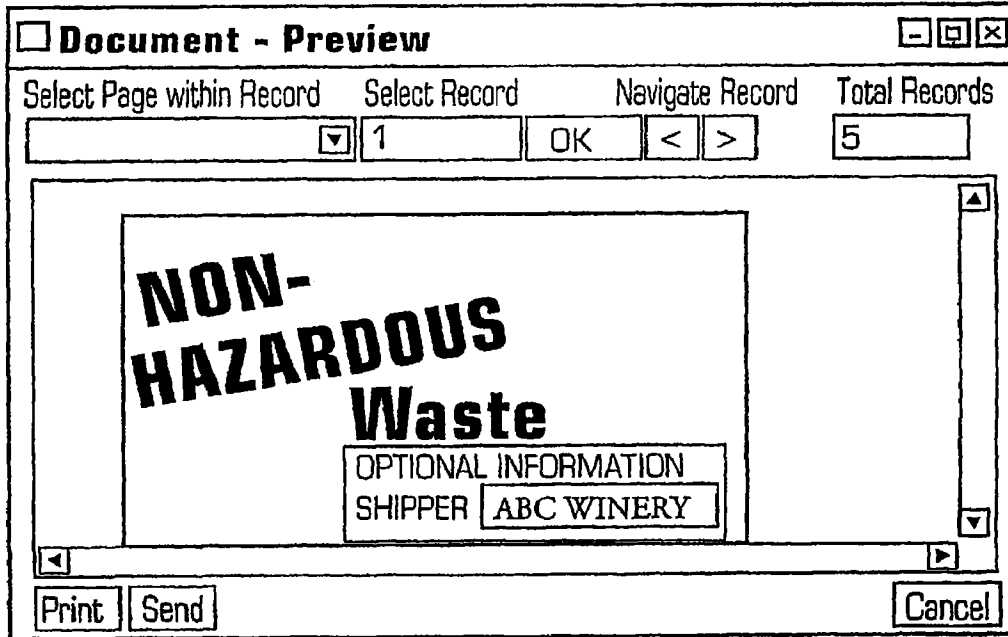 Document - Preview
Select Page within Record Select Record Navigate Record Total Records
1 OK < > 5
NON-
HAZARDOUS
Waste
OPTIONAL INFORMATION
SHIPPER ABC WINERY
Print Send Cancel